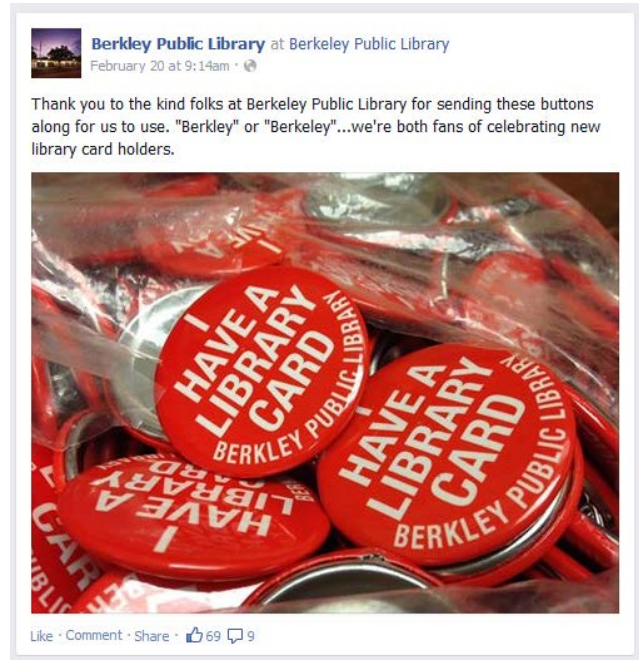 Berkley Public Library at Berkeley Public Library
February 20 at 9:14am ·
Thank you to the kind folks at Berkeley Public Library for sending these buttons
along for us to use. "Berkley" or "Berkeley"...we're both fans of celebrating new
library card holders.
I
HAVE A
LIBRARY
CARD
BERKLEY PUBLIC LIBRARY
I
HAVE A
LIBRARY
CARD
BERKLEY PUBLIC LIBRARY
I
HAVE A
LIBRARY
CARD
Like · Comment · Share · 69 9